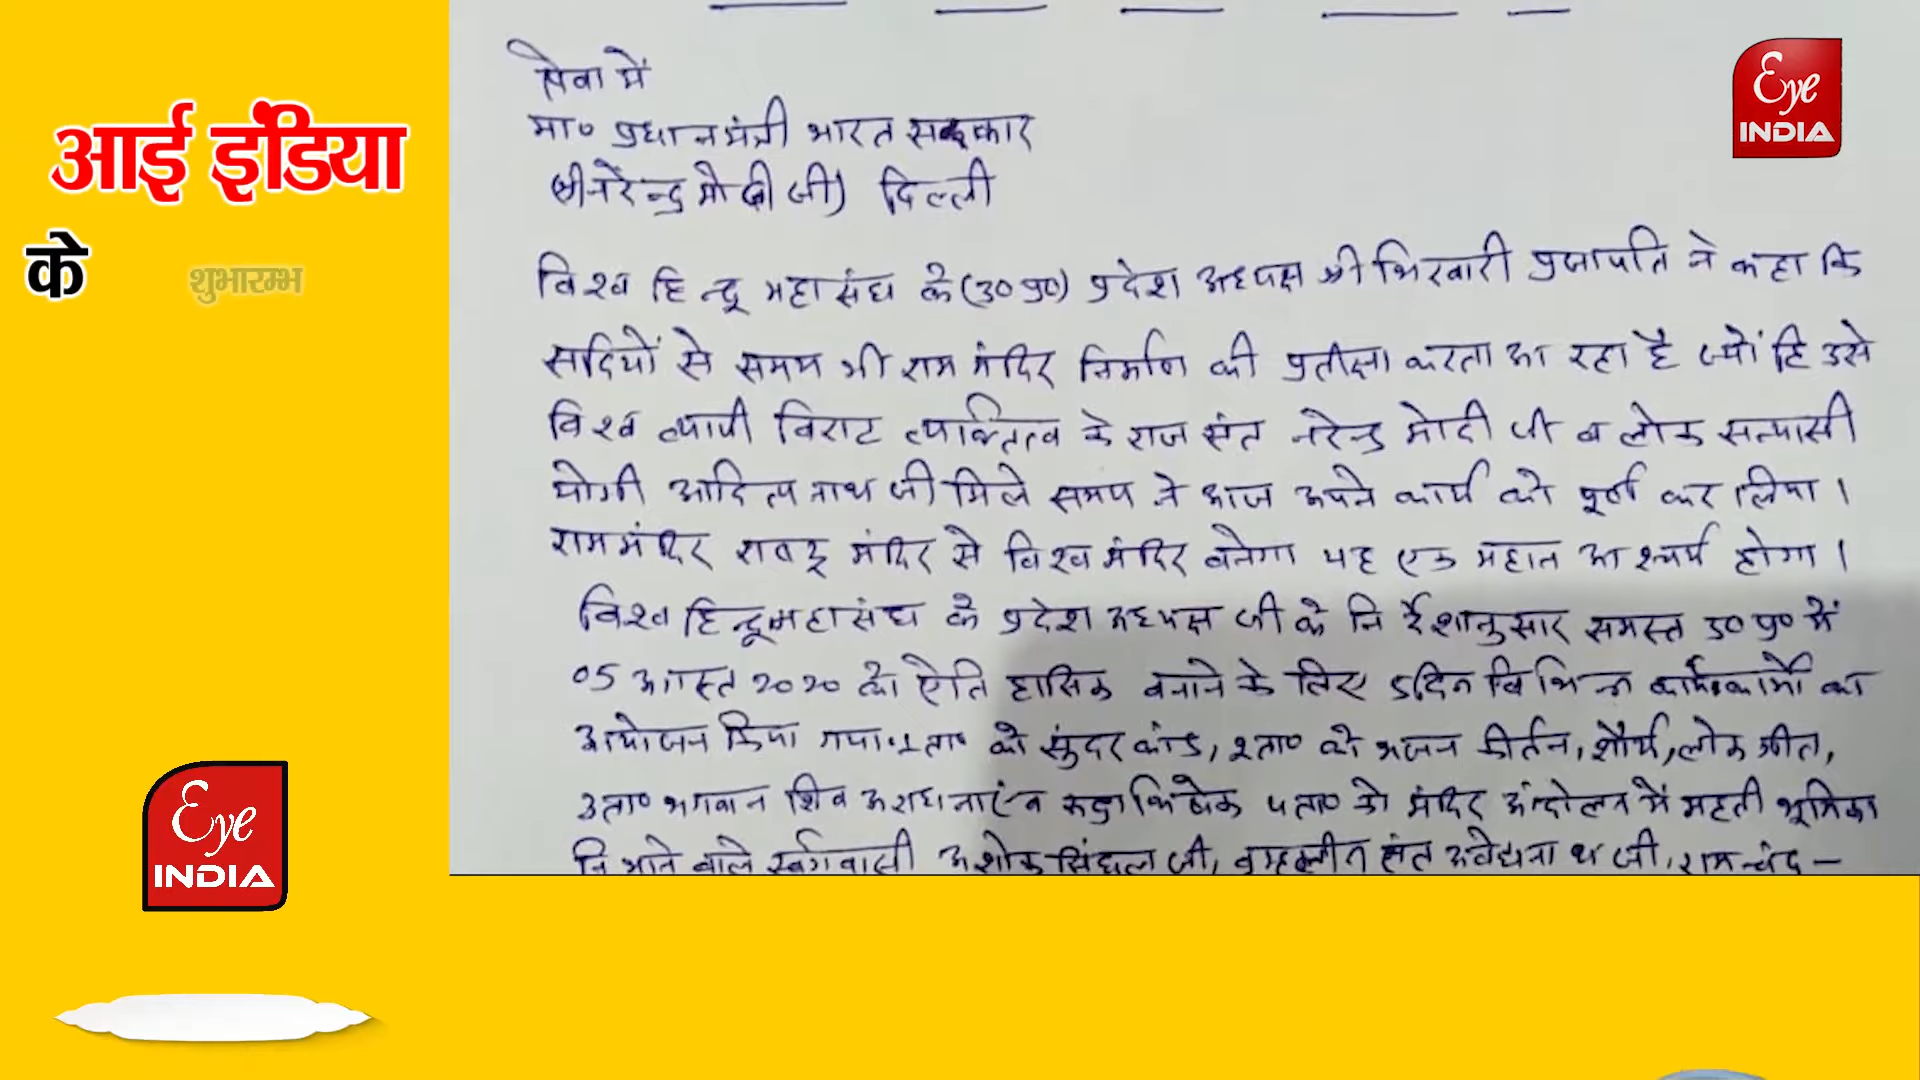 आई इंडिया
के
शुभारम्भ
Eye
INDIA
Eye
INDIA
सेवा में
मा० प्रधानमंत्री भारत सरकार
(श्री नरेन्द्र मोदी जी) दिल्ली
विश्व हिन्दू महासंघ के (उ०प्र०) प्रदेश अध्यक्ष श्री भिखारी प्रजापति ने कहा कि
सदियों से समय भी राम मंदिर निर्माण की प्रतीक्षा करता आ रहा है ज्यों हि उसे
विश्व व्यापी विराट व्यक्तित्व के राज संत नरेन्द्र मोदी जी व लोक सन्यासी
योगी आदित्य नाथ जी मिले समय ने आज अपने कार्य को पूर्ण कर लिया।
राम मंदिर मंदिर से विश्व मंदिर बनेगा यह एक महान आश्चर्य होगा।
विश्व हिन्दू महासंघ के प्रदेश अध्यक्ष जी के निर्देशानुसार समस्त उ०प्र० में
05 अगस्त 2020 को ऐतिहासिक बनाने के लिए 5 दिन विभिन्न कार्यक्रमों का
आयोजन किया गया। 1 ता० को सुंदर कांड, 2 ता० को भजन कीर्तन, शौर्य, लोक गीत,
3 ता० भगवान शिव अराधना एंव रुद्राभिषेक 4 ता० को मंदिर अंन्दोलन में महती भूमिका
निभाने वाले स्वर्गवासी अशोक सिंघल जी, व संत अवेद्यनाथ जी, रामचंद्र-